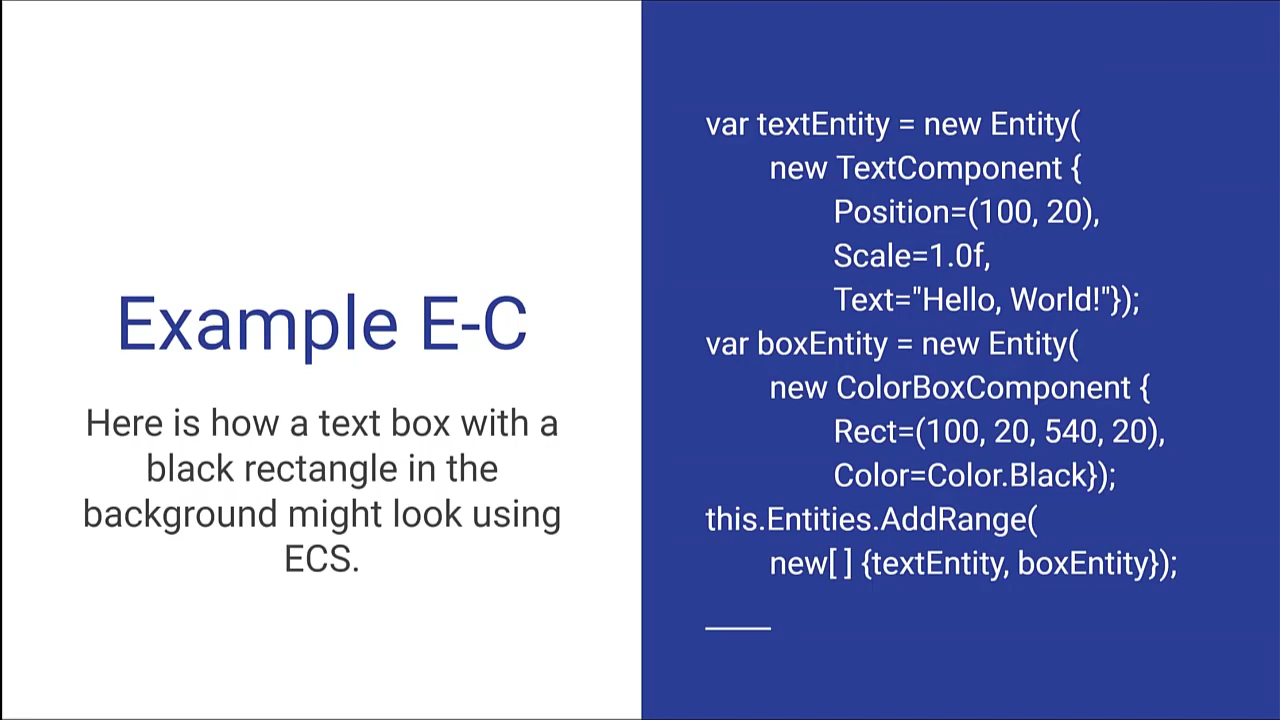 Example E-C
Here is how a text box with a
black rectangle in the
background might look using
ECS.
var textEntity = new Entity(
new TextComponent {
Position=(100, 20),
Scale=1.0f,
Text="Hello, World!"});
var boxEntity = new Entity(
new ColorBoxComponent {
Rect=(100, 20, 540, 20),
Color=Color.Black});
this.Entities.AddRange(
new[ ] {textEntity, boxEntity});